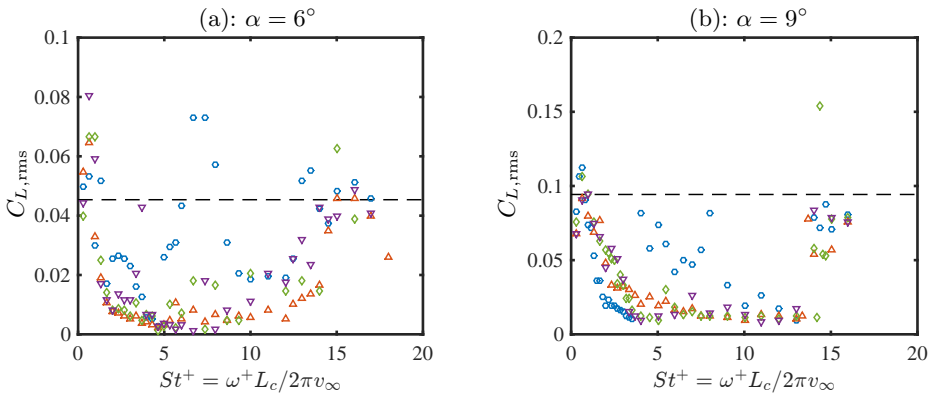 (a): α = 6°
(b): α = 9°
0.1
0.08
0.06
0.04
0.02
0
C_{L,rms}
0 5 10 15 20
St⁺ = ω⁺L_c/2πv_∞
0.2
0.15
0.1
0.05
0
C_{L,rms}
0 5 10 15 20
St⁺ = ω⁺L_c/2πv_∞